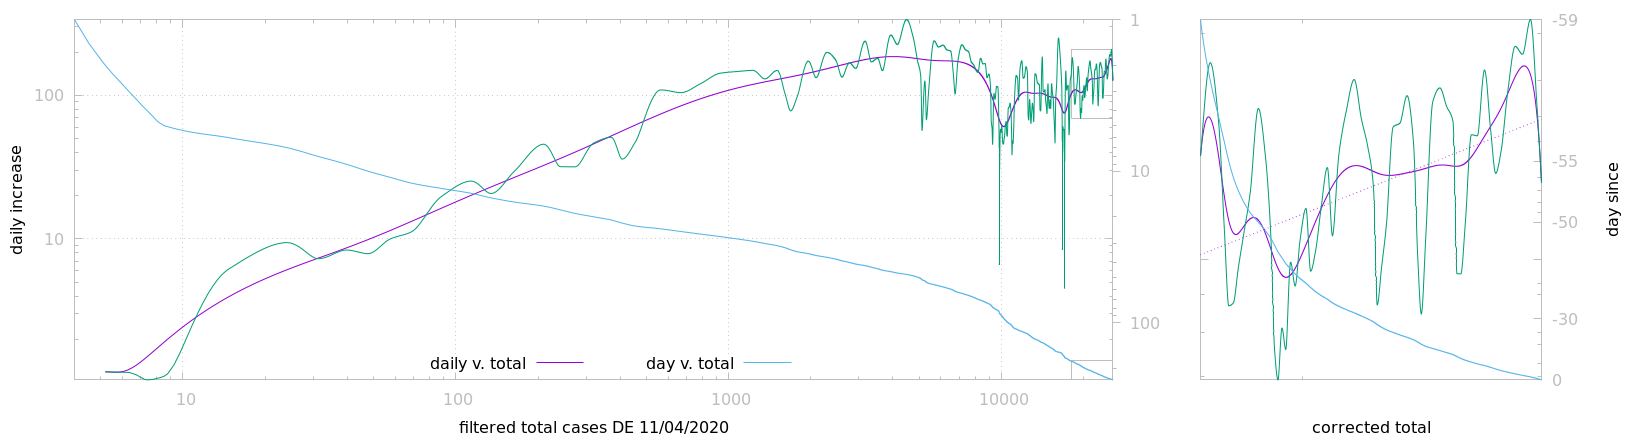 daily increase
100
10
daily v. total
day v. total
10
100
1000
10000
filtered total cases DE 11/04/2020
1
10
100
-59
-55
-50
-30
0
day since
corrected total